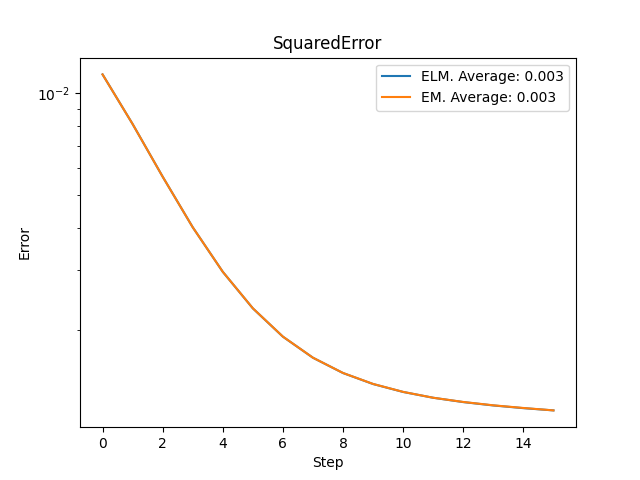 SquaredError
ELM. Average: 0.003
EM. Average: 0.003
10⁻²
Error
0 2 4 6 8 10 12 14
Step